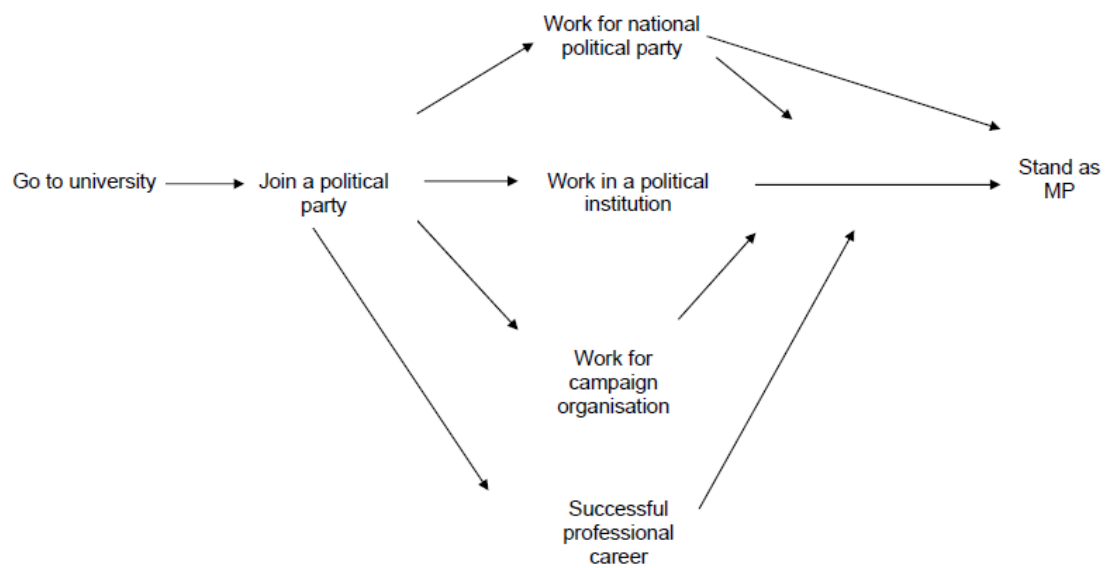 Work for national
political party
Go to university
Join a political
party
Work in a political
institution
Stand as
MP
Work for
campaign
organisation
Successful
professional
career